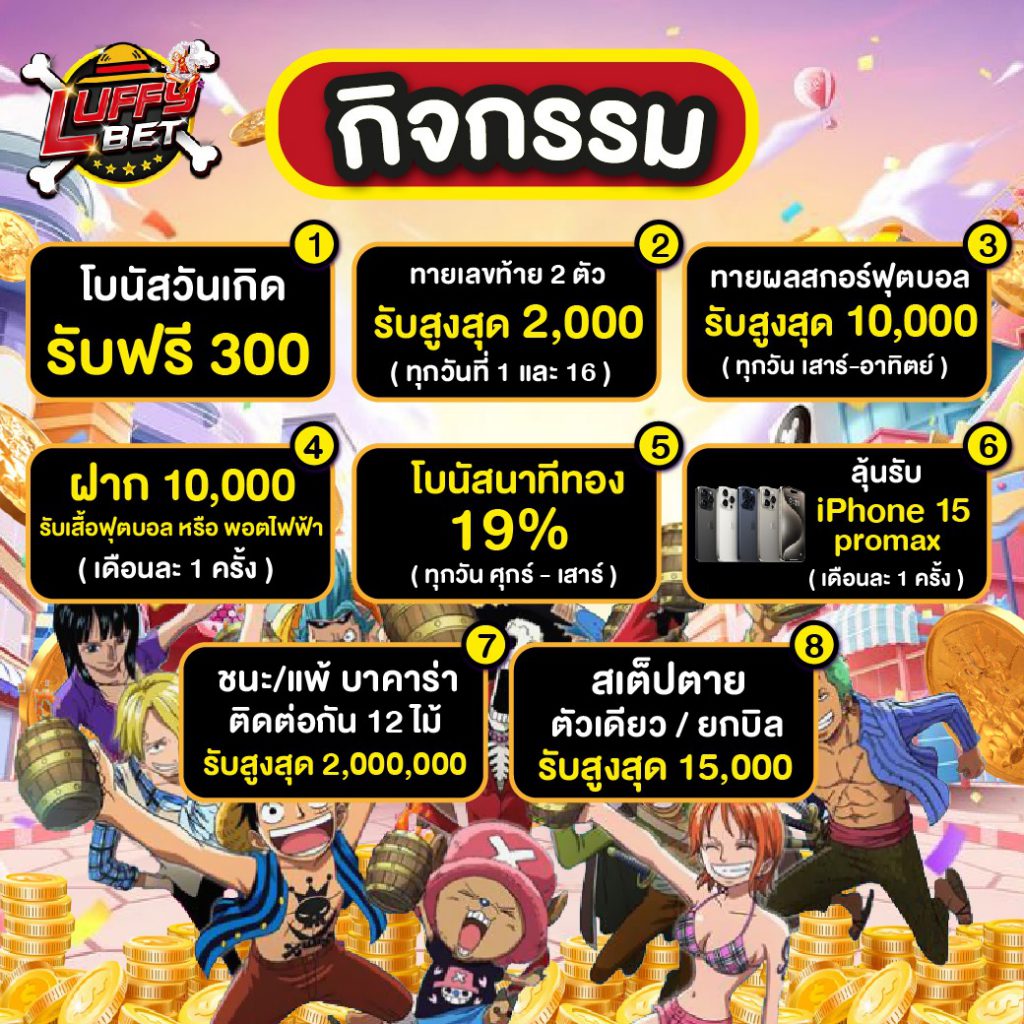 LUFFY
BET
กิจกรรม
1
โบนัสวันเกิด
รับฟรี 300
2
ทายเลขท้าย 2 ตัว
รับสูงสุด 2,000
( ทุกวันที่ 1 และ 16 )
3
ทายผลสกอร์ฟุตบอล
รับสูงสุด 10,000
( ทุกวัน เสาร์-อาทิตย์ )
4
ฝาก 10,000
รับเสื้อฟุตบอล หรือ พอตไฟฟ้า
( เดือนละ 1 ครั้ง )
5
โบนัสนาทีทอง
19%
( ทุกวัน ศุกร์ - เสาร์ )
6
ลุ้นรับ
iPhone 15
promax
( เดือนละ 1 ครั้ง )
7
ชนะ/แพ้ บาคาร่า
ติดต่อกัน 12 ไม้
รับสูงสุด 2,000,000
8
สเต็ปตาย
ตัวเดียว / ยกบิล
รับสูงสุด 15,000